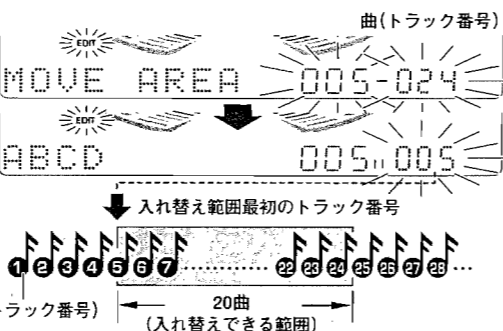 曲(トラック番号)
EDIT
MOVE AREA 005-024
EDIT
ABCD 005 005
入れ替え範囲最初のトラック番号
1 2 3 4 5 6 7 ........... 22 23 24 25 26 27 28 ...
ラック番号)
20曲
(入れ替えできる範囲)